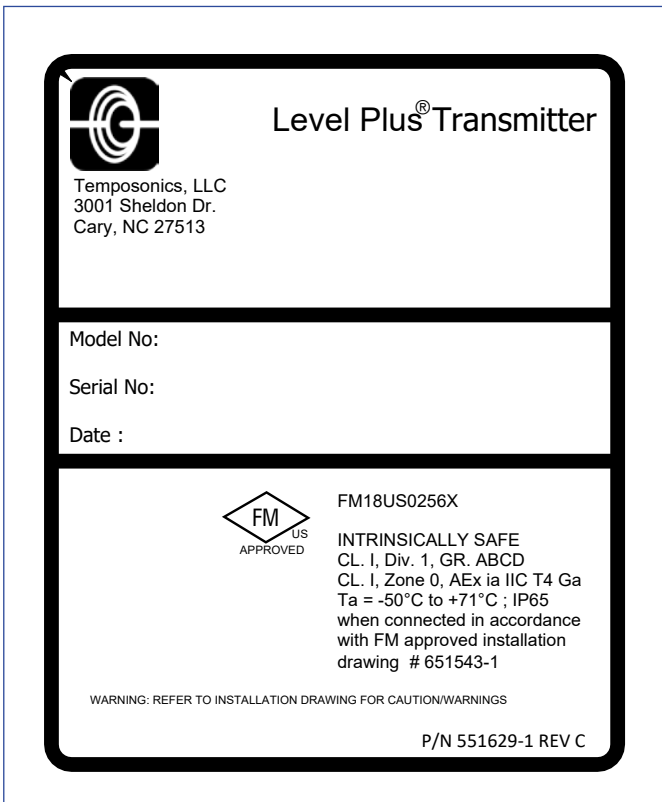 Level Plus® Transmitter
Temposonics, LLC
3001 Sheldon Dr.
Cary, NC 27513
Model No:
Serial No:
Date :
FM
US
APPROVED
FM18US0256X
INTRINSICALLY SAFE
CL. I, Div. 1, GR. ABCD
CL. I, Zone 0, AEx ia IIC T4 Ga
Ta = -50°C to +71°C ; IP65
when connected in accordance
with FM approved installation
drawing # 651543-1
WARNING: REFER TO INSTALLATION DRAWING FOR CAUTION/WARNINGS
P/N 551629-1 REV C